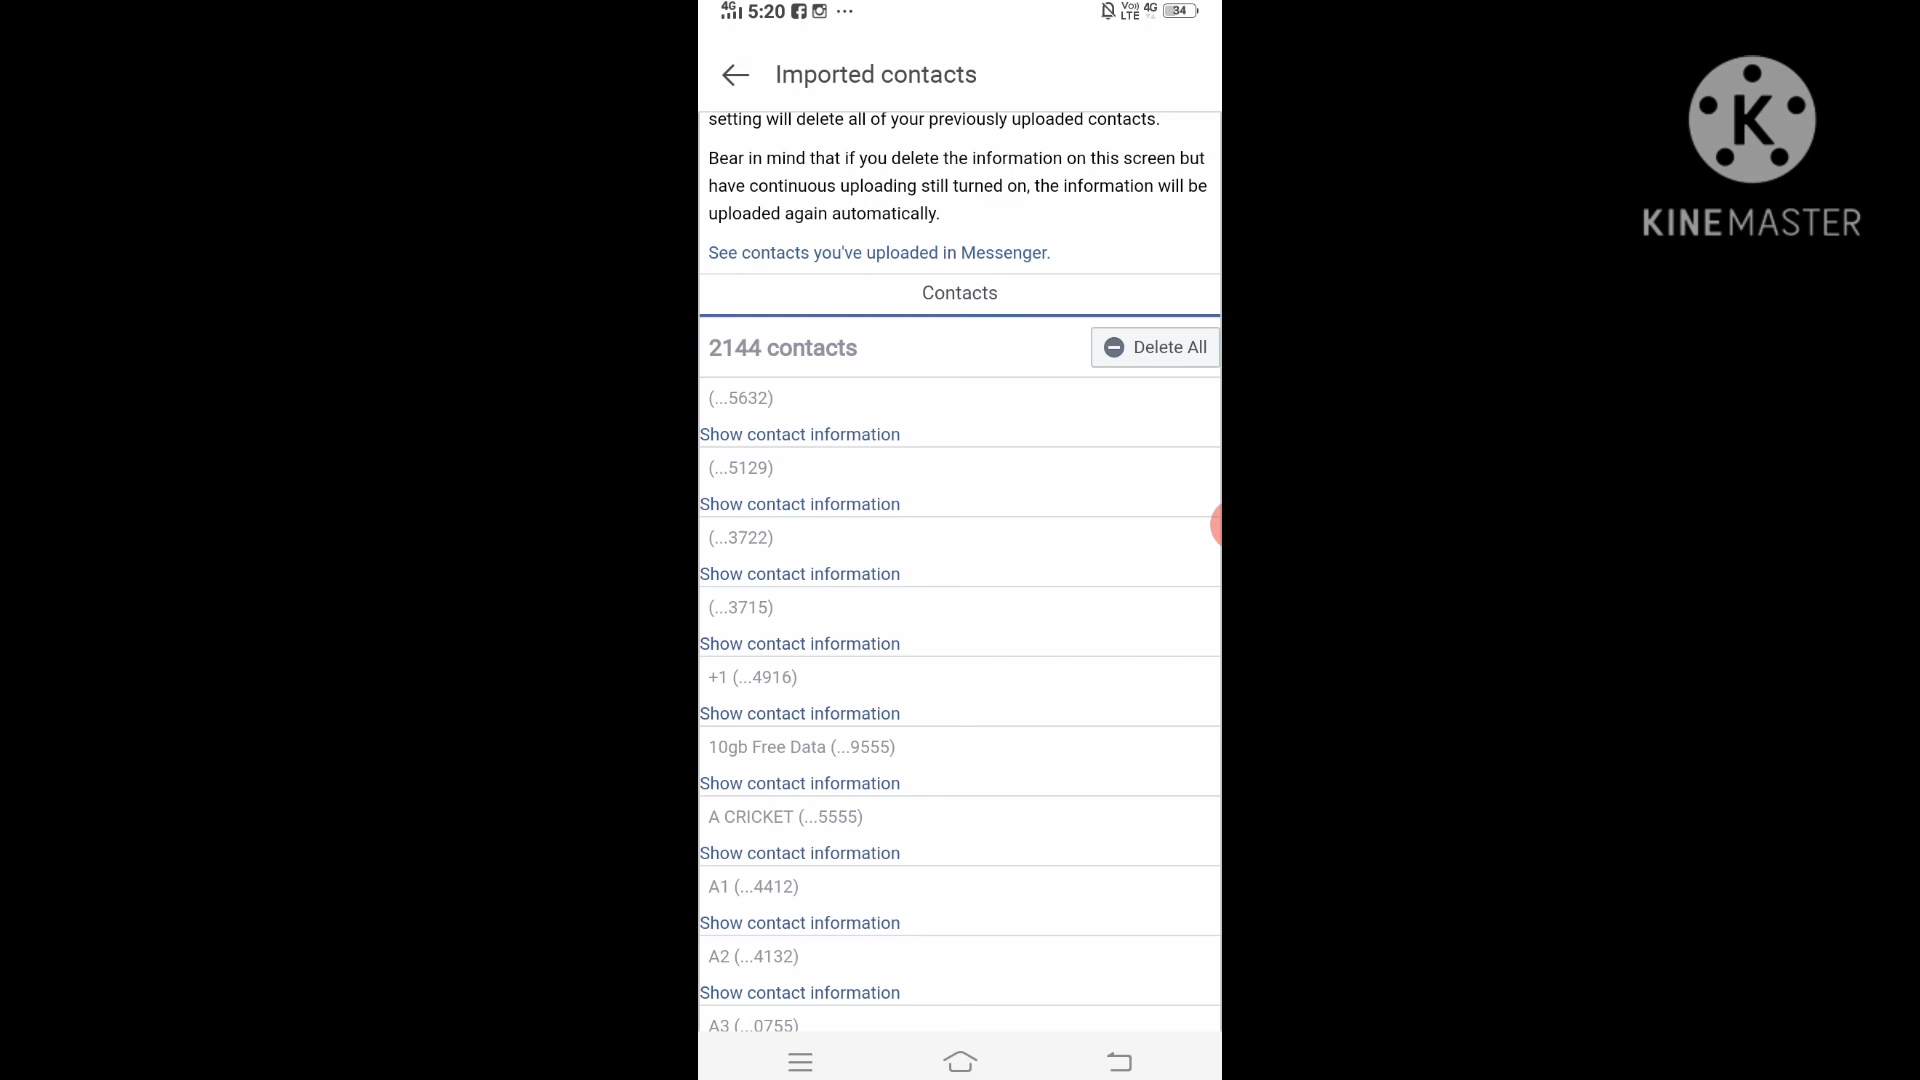 4G 5:20 ... Vo) LTE 4G 34
Imported contacts
setting will delete all of your previously uploaded contacts.
Bear in mind that if you delete the information on this screen but
have continuous uploading still turned on, the information will be
uploaded again automatically.
See contacts you've uploaded in Messenger.
Contacts
2144 contacts Delete All
(...5632)
Show contact information
(...5129)
Show contact information
(...3722)
Show contact information
(...3715)
Show contact information
+1 (...4916)
Show contact information
10gb Free Data (...9555)
Show contact information
A CRICKET (...5555)
Show contact information
A1 (...4412)
Show contact information
A2 (...4132)
Show contact information
A3 (...0755)
K
KINEMASTER